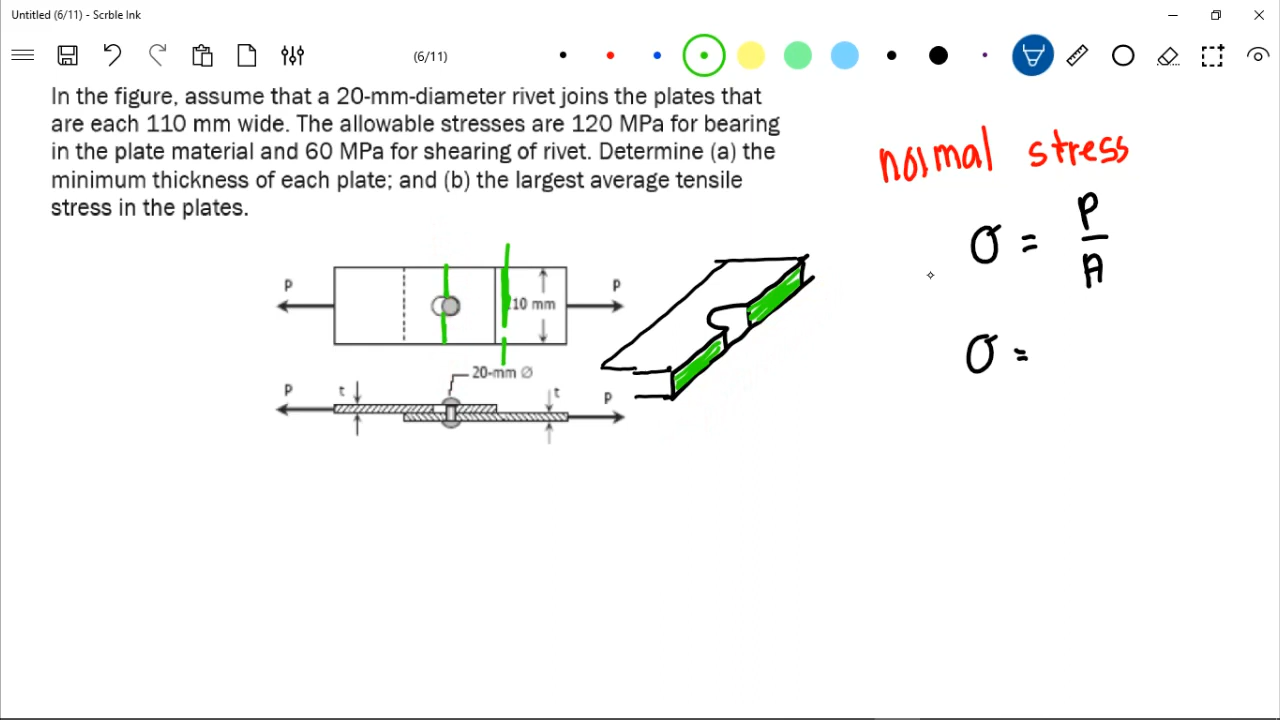 Untitled (6/11) - Scrble Ink
(6/11)
In the figure, assume that a 20-mm-diameter rivet joins the plates that
are each 110 mm wide. The allowable stresses are 120 MPa for bearing
in the plate material and 60 MPa for shearing of rivet. Determine (a) the
minimum thickness of each plate; and (b) the largest average tensile
stress in the plates.
normal stress
σ = P/A
σ =
P
P
10 mm
20-mm Ø
P
t
t
P